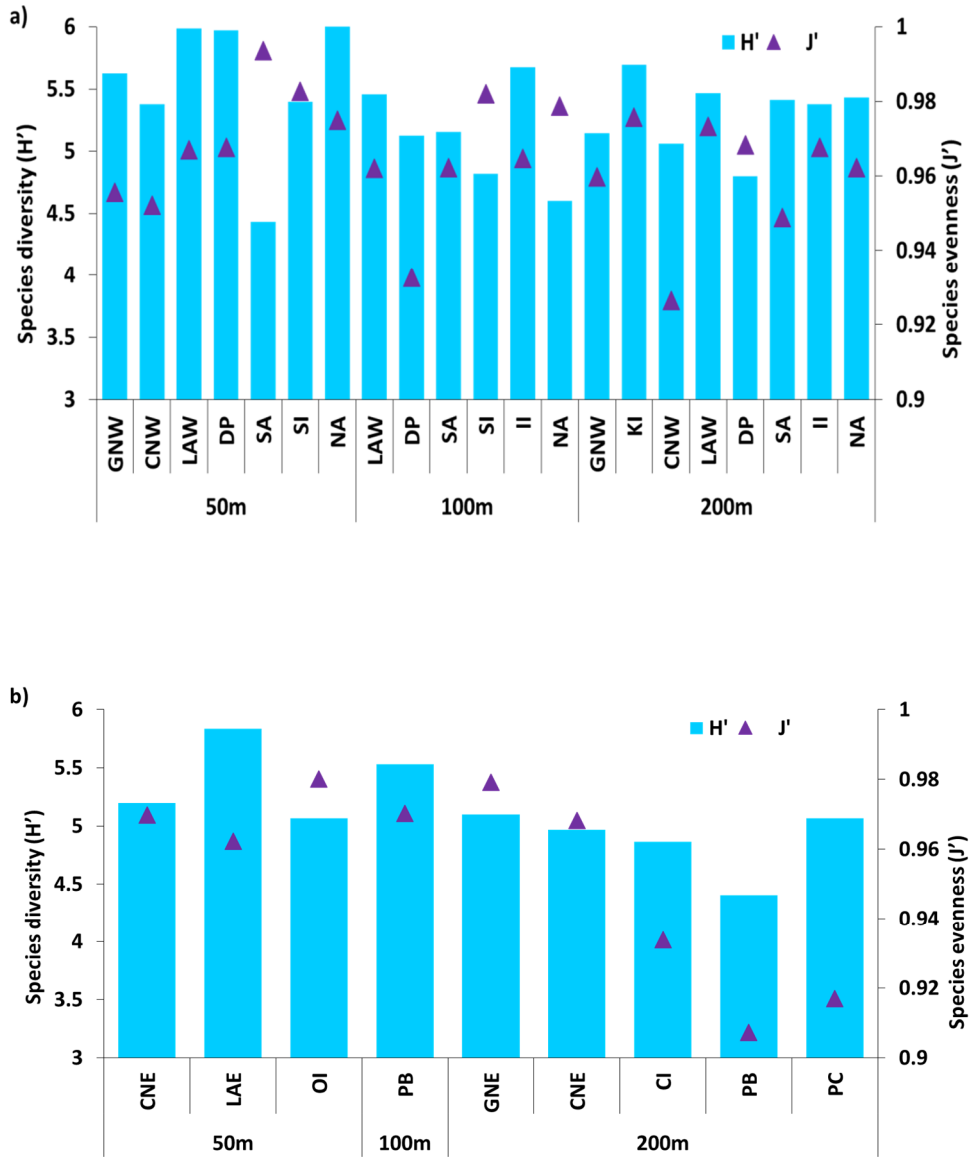 a)
H' J'
Species diversity (H')
6
5.5
5
4.5
4
3.5
3
Species evenness (J')
1
0.98
0.96
0.94
0.92
0.9
GNW CNW LAW DP SA SI NA LAW DP SA SI II NA GNW KI CNW LAW DP SA II NA
50m 100m 200m
b)
H' J'
Species diversity (H')
6
5.5
5
4.5
4
3.5
3
Species evenness (J')
1
0.98
0.96
0.94
0.92
0.9
CNE LAE OI PB GNE CNE CI PB PC
50m 100m 200m